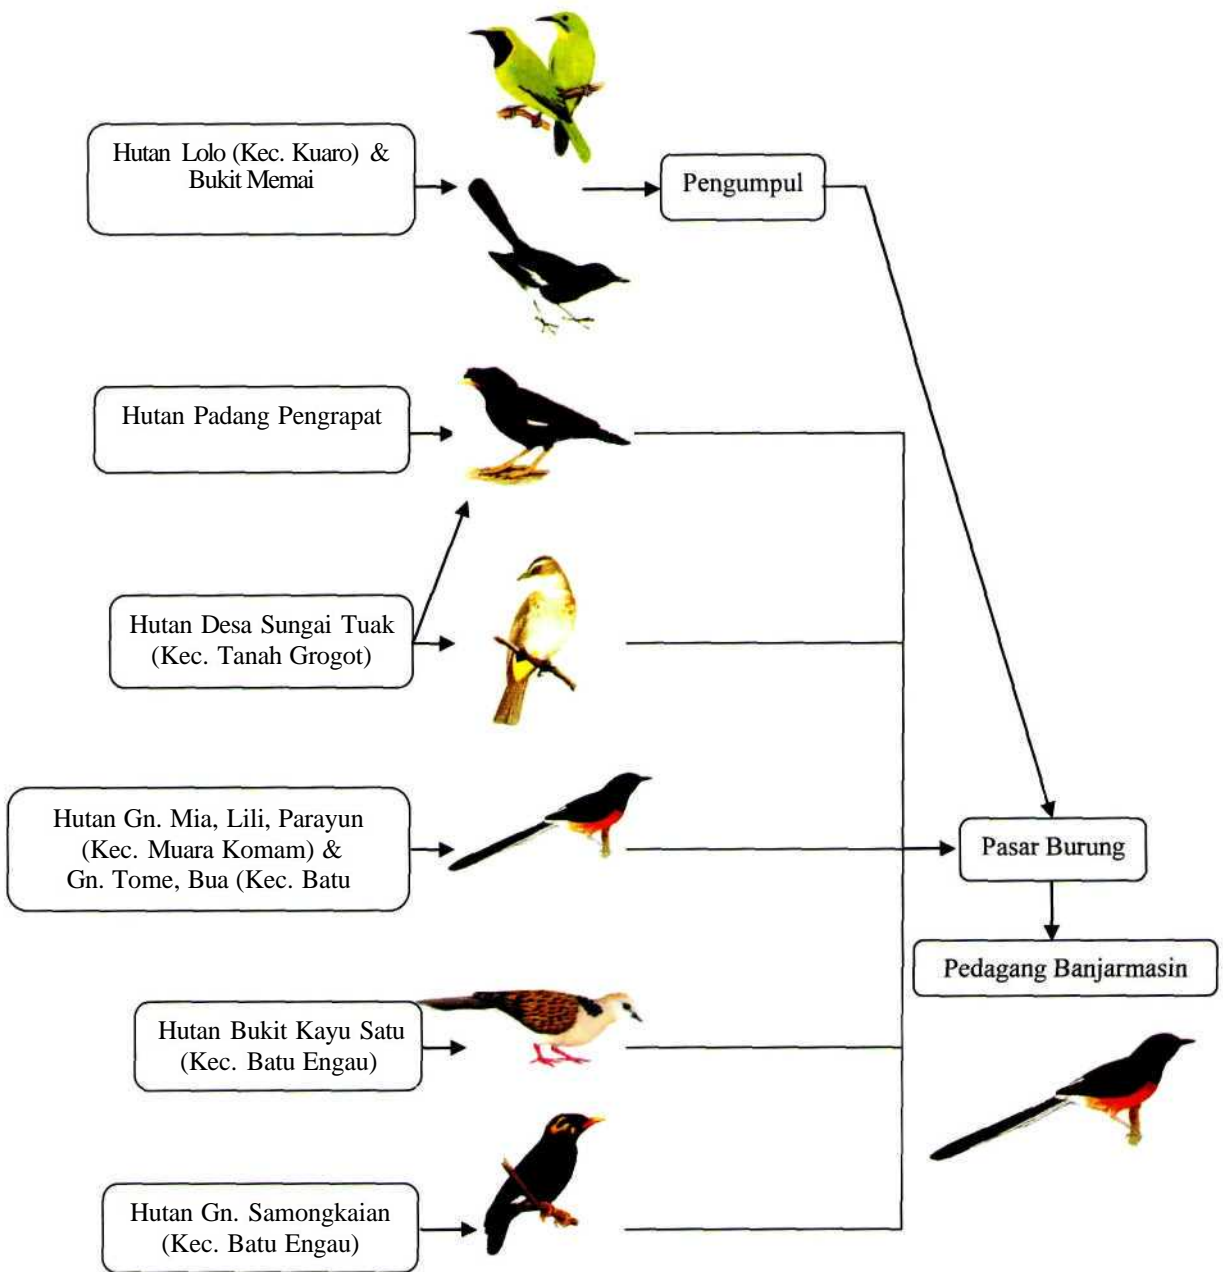 Hutan Lolo (Kec. Kuaro) &
Bukit Memai
Pengumpul
Hutan Padang Pengrapat
Hutan Desa Sungai Tuak
(Kec. Tanah Grogot)
Hutan Gn. Mia, Lili, Parayun
(Kec. Muara Komam) &
Gn. Tome, Bua (Kec. Batu
Pasar Burung
Pedagang Banjarmasin
Hutan Bukit Kayu Satu
(Kec. Batu Engau)
Hutan Gn. Samongkaian
(Kec. Batu Engau)